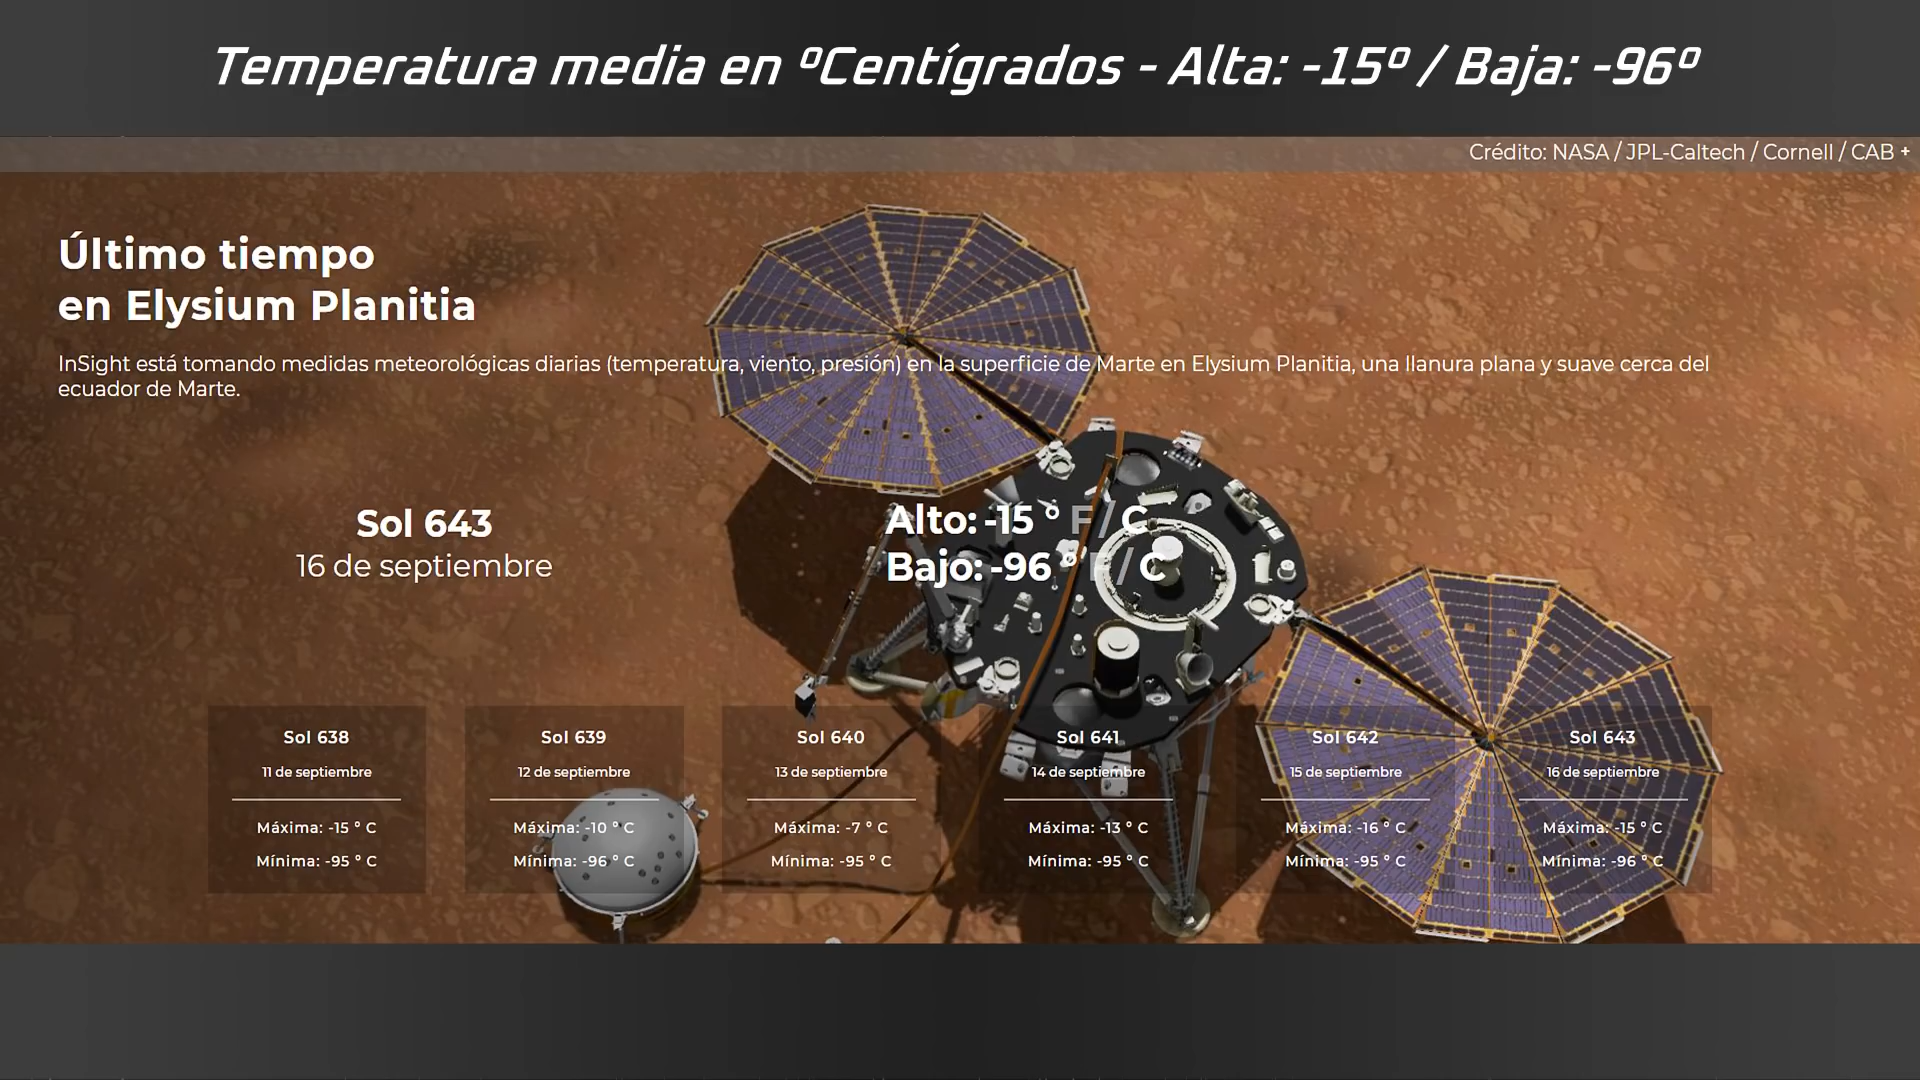 Temperatura media en ºCentígrados - Alta: -15º / Baja: -96º
Crédito: NASA / JPL-Caltech / Cornell / CAB +
Último tiempo
en Elysium Planitia
InSight está tomando medidas meteorológicas diarias (temperatura, viento, presión) en la superficie de Marte en Elysium Planitia, una llanura plana y suave cerca del
ecuador de Marte.
Sol 643
16 de septiembre
Alto: -15 ° F / C
Bajo: -96 ° F / C
Sol 638
11 de septiembre
Máxima: -15 ° C
Mínima: -95 ° C
Sol 639
12 de septiembre
Máxima: -10 ° C
Mínima: -96 ° C
Sol 640
13 de septiembre
Máxima: -7 ° C
Mínima: -95 ° C
Sol 641
14 de septiembre
Máxima: -13 ° C
Mínima: -95 ° C
Sol 642
15 de septiembre
Máxima: -16 ° C
Mínima: -95 ° C
Sol 643
16 de septiembre
Máxima: -15 ° C
Mínima: -96 ° C